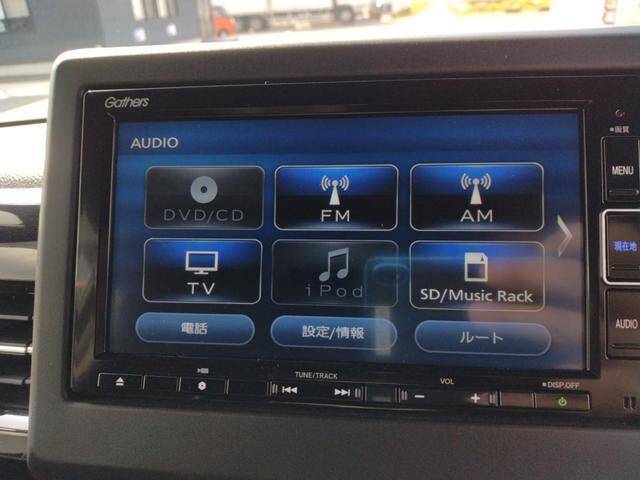 Gathers
AUDIO
DVD/CD
FM
AM
TV
iPod
SD/Music Rack
電話
設定/情報
ルート
画質
MENU
現在地
AUDIO
TUNE/TRACK
VOL
DISP.OFF